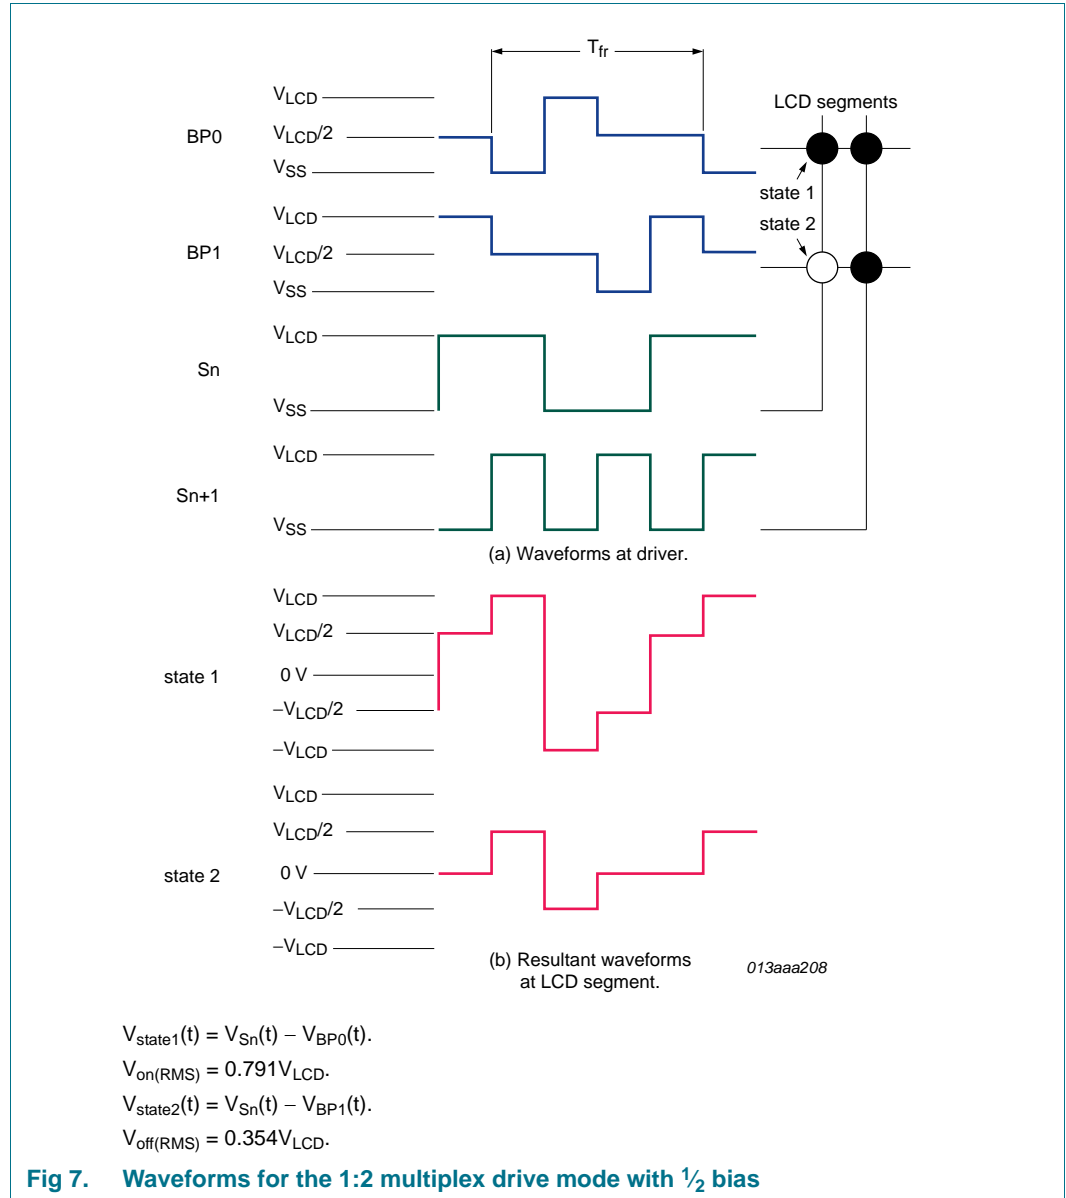 Tfr
VLCD
BP0
VLCD/2
VSS
LCD segments
state 1
state 2
VLCD
BP1
VLCD/2
VSS
VLCD
Sn
VSS
VLCD
Sn+1
VSS
(a) Waveforms at driver.
VLCD
VLCD/2
state 1
0 V
−VLCD/2
−VLCD
VLCD
VLCD/2
state 2
0 V
−VLCD/2
−VLCD
(b) Resultant waveforms
at LCD segment.
013aaa208
Vstate1(t) = VSn(t) − VBP0(t).
Von(RMS) = 0.791VLCD.
Vstate2(t) = VSn(t) − VBP1(t).
Voff(RMS) = 0.354VLCD.
Fig 7. Waveforms for the 1:2 multiplex drive mode with 1⁄2 bias